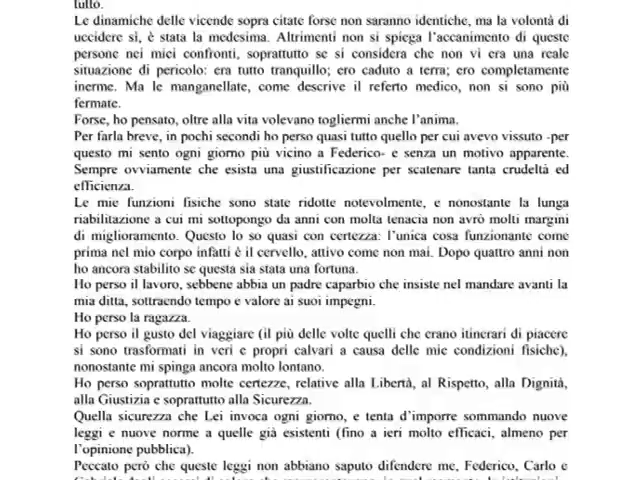 tutto.
Le dinamiche delle vicende sopra citate forse non saranno identiche, ma la volontà di
uccidere sì, è stata la medesima. Altrimenti non si spiega l'accanimento di queste
persone nei miei confronti, soprattutto se si considera che non vi era una reale
situazione di pericolo: era tutto tranquillo; ero caduto a terra; ero completamente
inerme. Ma le manganellate, come descrive il referto medico, non si sono più
fermate.
Forse, ho pensato, oltre alla vita volevano togliermi anche l'anima.
Per farla breve, in pochi secondi ho perso quasi tutto quello per cui avevo vissuto -per
questo mi sento ogni giorno più vicino a Federico- e senza un motivo apparente.
Sempre ovviamente che esista una giustificazione per scatenare tanta crudeltà ed
efficienza.
Le mie funzioni fisiche sono state ridotte notevolmente, e nonostante la lunga
riabilitazione a cui mi sottopongo da anni con molta tenacia non avrò molti margini
di miglioramento. Questo lo so quasi con certezza: l'unica cosa funzionante come
prima nel mio corpo infatti è il cervello, attivo come non mai. Dopo quattro anni non
ho ancora stabilito se questa sia stata una fortuna.
Ho perso il lavoro, sebbene abbia un padre caparbio che insiste nel mandare avanti la
mia ditta, sottraendo tempo e valore ai suoi impegni.
Ho perso la ragazza.
Ho perso il gusto del viaggiare (il più delle volte quelli che erano itinerari di piacere
si sono trasformati in veri e propri calvari a causa delle mie condizioni fisiche),
nonostante mi spinga ancora molto lontano.
Ho perso soprattutto molte certezze, relative alla Libertà, al Rispetto, alla Dignità,
alla Giustizia e soprattutto alla Sicurezza.
Quella sicurezza che Lei invoca ogni giorno, e tenta d'imporre sommando nuove
leggi e nuove norme a quelle già esistenti (fino a ieri molto efficaci, almeno per
l'opinione pubblica).
Peccato però che queste leggi non abbiano saputo difendere me, Federico, Carlo e